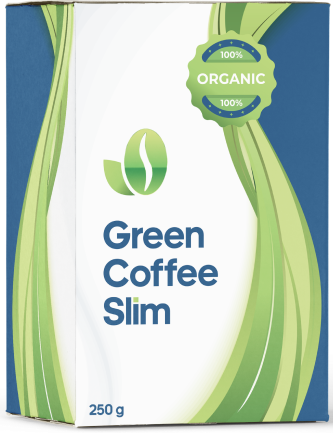 100%
ORGANIC
100%
Green
Coffee
Slim
250 g